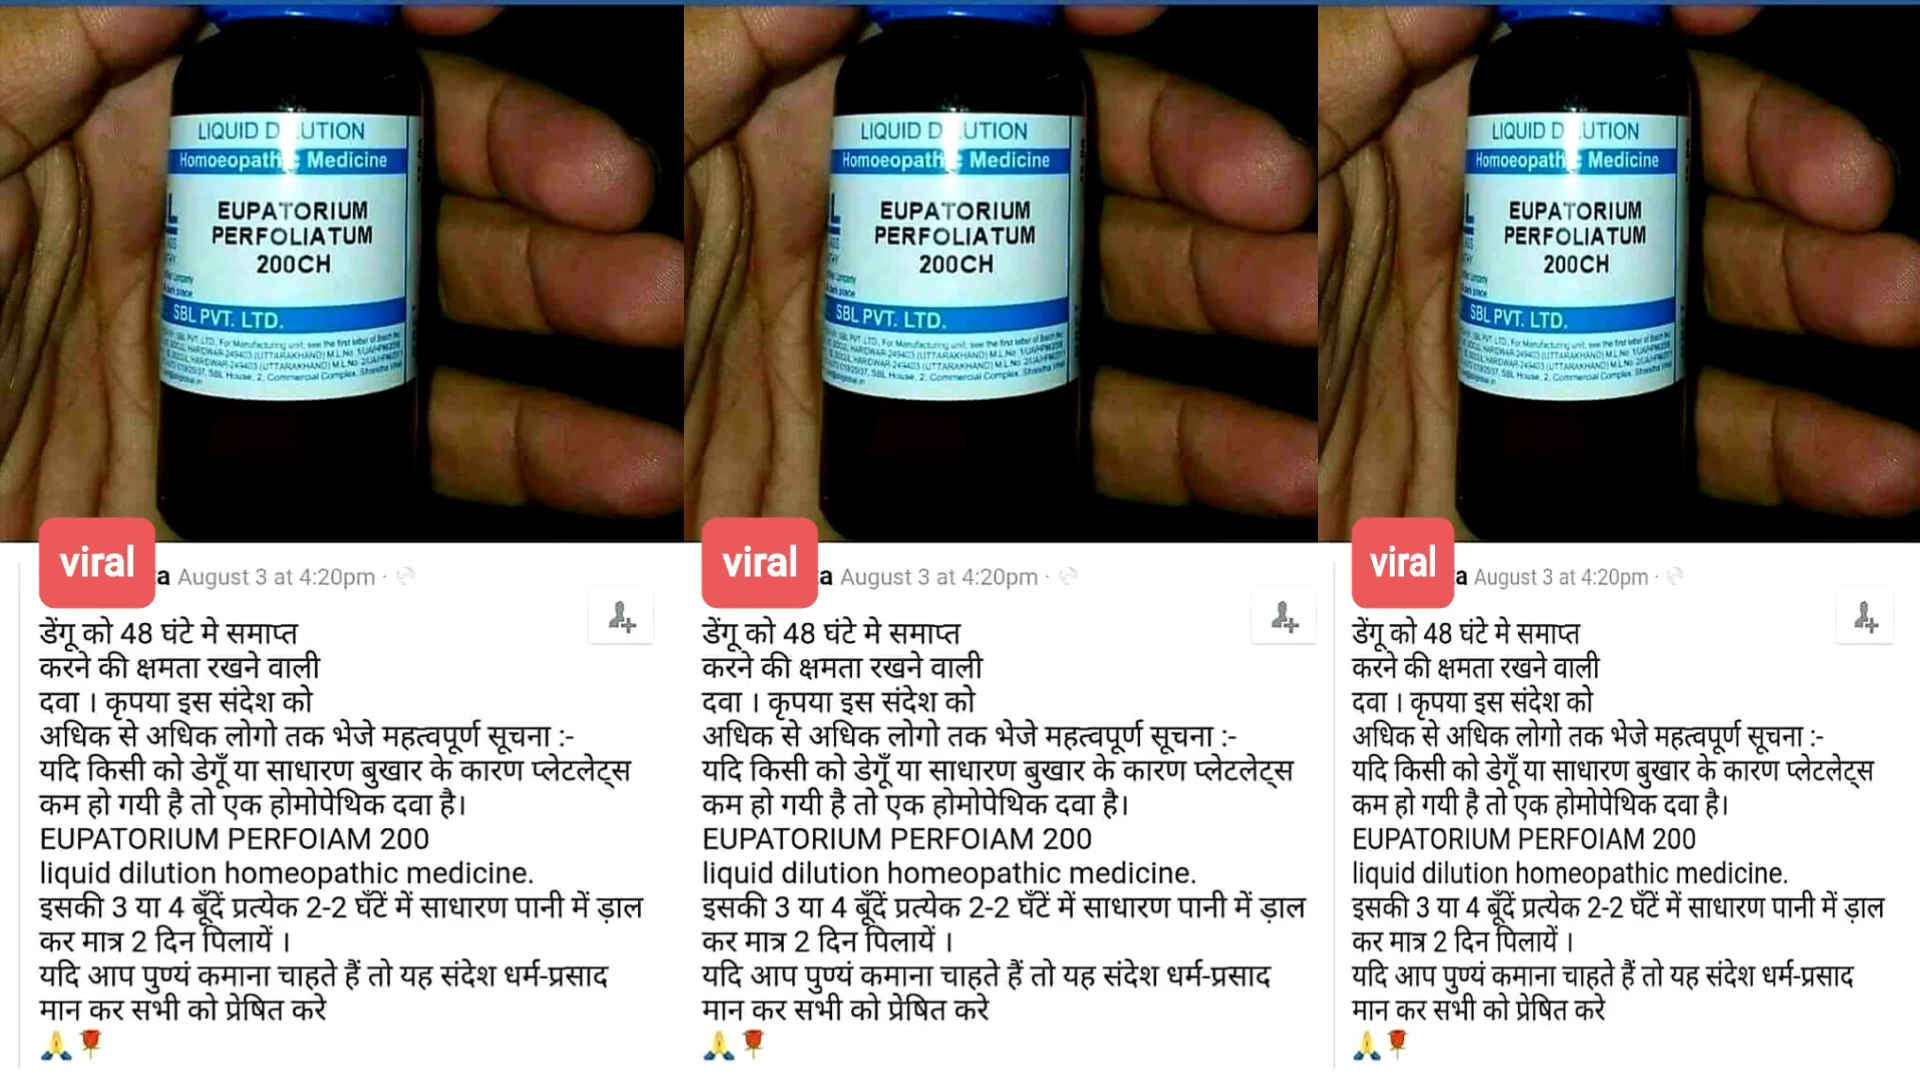 LIQUID D UTION
Homoeopath c Medicine
L
EUPATORIUM
PERFOLIATUM
200CH
SBL PVT. LTD.
viral
a August 3 at 4:20pm ·
डेंगू को 48 घंटे मे समाप्त
करने की क्षमता रखने वाली
दवा । कृपया इस संदेश को
अधिक से अधिक लोगो तक भेजे महत्वपूर्ण सूचना :-
यदि किसी को डेगूँ या साधारण बुखार के कारण प्लेटलेट्स
कम हो गयी है तो एक होमोपेथिक दवा है।
EUPATORIUM PERFOIAM 200
liquid dilution homeopathic medicine.
इसकी 3 या 4 बूँदें प्रत्येक 2-2 घँटें में साधारण पानी में ड़ाल
कर मात्र 2 दिन पिलायें ।
यदि आप पुण्यं कमाना चाहते हैं तो यह संदेश धर्म-प्रसाद
मान कर सभी को प्रेषित करे
🙏🌹
LIQUID D UTION
Homoeopath c Medicine
L
EUPATORIUM
PERFOLIATUM
200CH
SBL PVT. LTD.
viral
a August 3 at 4:20pm ·
डेंगू को 48 घंटे मे समाप्त
करने की क्षमता रखने वाली
दवा । कृपया इस संदेश को
अधिक से अधिक लोगो तक भेजे महत्वपूर्ण सूचना :-
यदि किसी को डेगूँ या साधारण बुखार के कारण प्लेटलेट्स
कम हो गयी है तो एक होमोपेथिक दवा है।
EUPATORIUM PERFOIAM 200
liquid dilution homeopathic medicine.
इसकी 3 या 4 बूँदें प्रत्येक 2-2 घँटें में साधारण पानी में ड़ाल
कर मात्र 2 दिन पिलायें ।
यदि आप पुण्यं कमाना चाहते हैं तो यह संदेश धर्म-प्रसाद
मान कर सभी को प्रेषित करे
🙏🌹
LIQUID D UTION
Homoeopath c Medicine
L
EUPATORIUM
PERFOLIATUM
200CH
SBL PVT. LTD.
viral
a August 3 at 4:20pm ·
डेंगू को 48 घंटे मे समाप्त
करने की क्षमता रखने वाली
दवा । कृपया इस संदेश को
अधिक से अधिक लोगो तक भेजे महत्वपूर्ण सूचना :-
यदि किसी को डेगूँ या साधारण बुखार के कारण प्लेटलेट्स
कम हो गयी है तो एक होमोपेथिक दवा है।
EUPATORIUM PERFOIAM 200
liquid dilution homeopathic medicine.
इसकी 3 या 4 बूँदें प्रत्येक 2-2 घँटें में साधारण पानी में ड़ाल
कर मात्र 2 दिन पिलायें ।
यदि आप पुण्यं कमाना चाहते हैं तो यह संदेश धर्म-प्रसाद
मान कर सभी को प्रेषित करे
🙏🌹